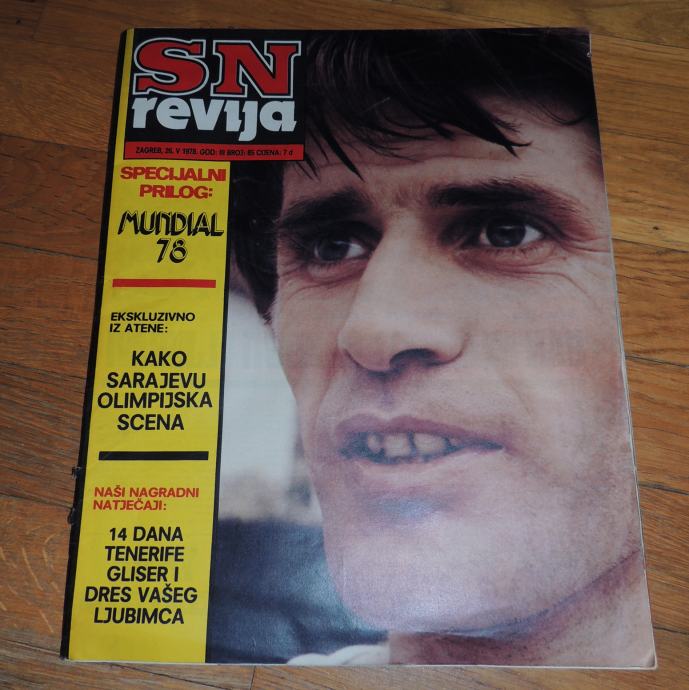 SN
revija
ZAGREB, 26. V 1978. GOD: III BROJ: 85 CIJENA: 7 d
SPECIJALNI
PRILOG:
MUNDIAL
78
EKSKLUZIVNO
IZ ATENE:
KAKO
SARAJEVU
OLIMPIJSKA
SCENA
NAŠI NAGRADNI
NATJEČAJI:
14 DANA
TENERIFE
GLISER I
DRES VAŠEG
LJUBIMCA